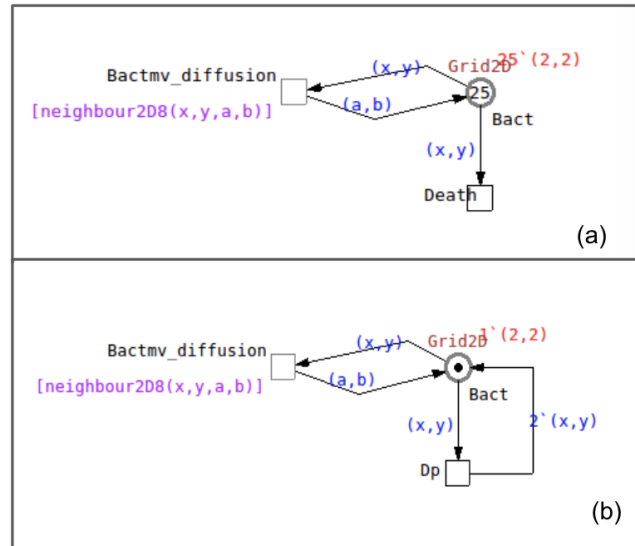 Grid2D 25`(2,2)
(x,y)
Bactmv_diffusion
[neighbour2D8(x,y,a,b)]
(a,b)
25
Bact
(x,y)
Death
(a)
Grid2D 1`(2,2)
(x,y)
Bactmv_diffusion
[neighbour2D8(x,y,a,b)]
(a,b)
Bact
(x,y)
2`(x,y)
Dp
(b)